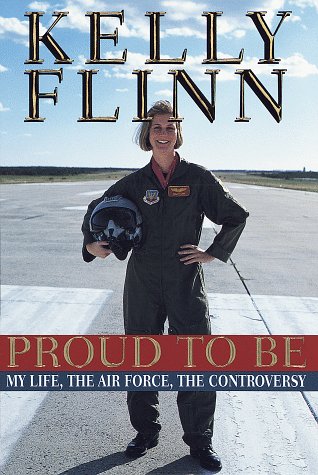 KELLY
FLINN
PROUD TO BE
MY LIFE, THE AIR FORCE, THE CONTROVERSY